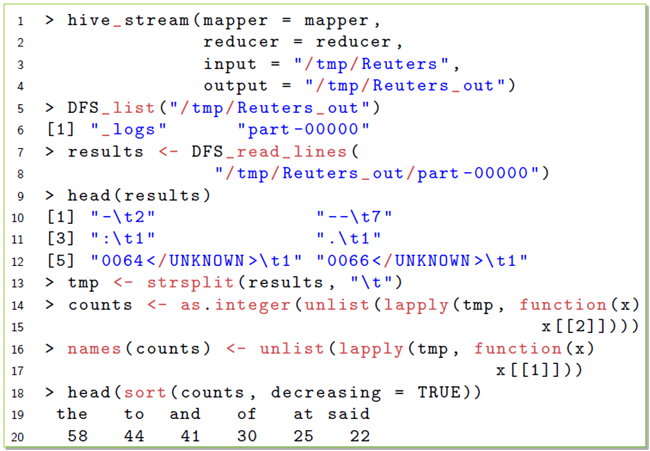 1 > hive_stream(mapper = mapper,
2 reducer = reducer,
3 input = "/tmp/Reuters",
4 output = "/tmp/Reuters_out")
5 > DFS_list("/tmp/Reuters_out")
6 [1] "_logs" "part-00000"
7 > results <- DFS_read_lines(
8 "/tmp/Reuters_out/part-00000")
9 > head(results)
10 [1] "-\t2" "--\t7"
11 [3] ":\t1" ".\t1"
12 [5] "0064</UNKNOWN>\t1" "0066</UNKNOWN>\t1"
13 > tmp <- strsplit(results, "\t")
14 > counts <- as.integer(unlist(lapply(tmp, function(x)
15 x[[2]])))
16 > names(counts) <- unlist(lapply(tmp, function(x)
17 x[[1]]))
18 > head(sort(counts, decreasing = TRUE))
19 the to and of at said
20 58 44 41 30 25 22